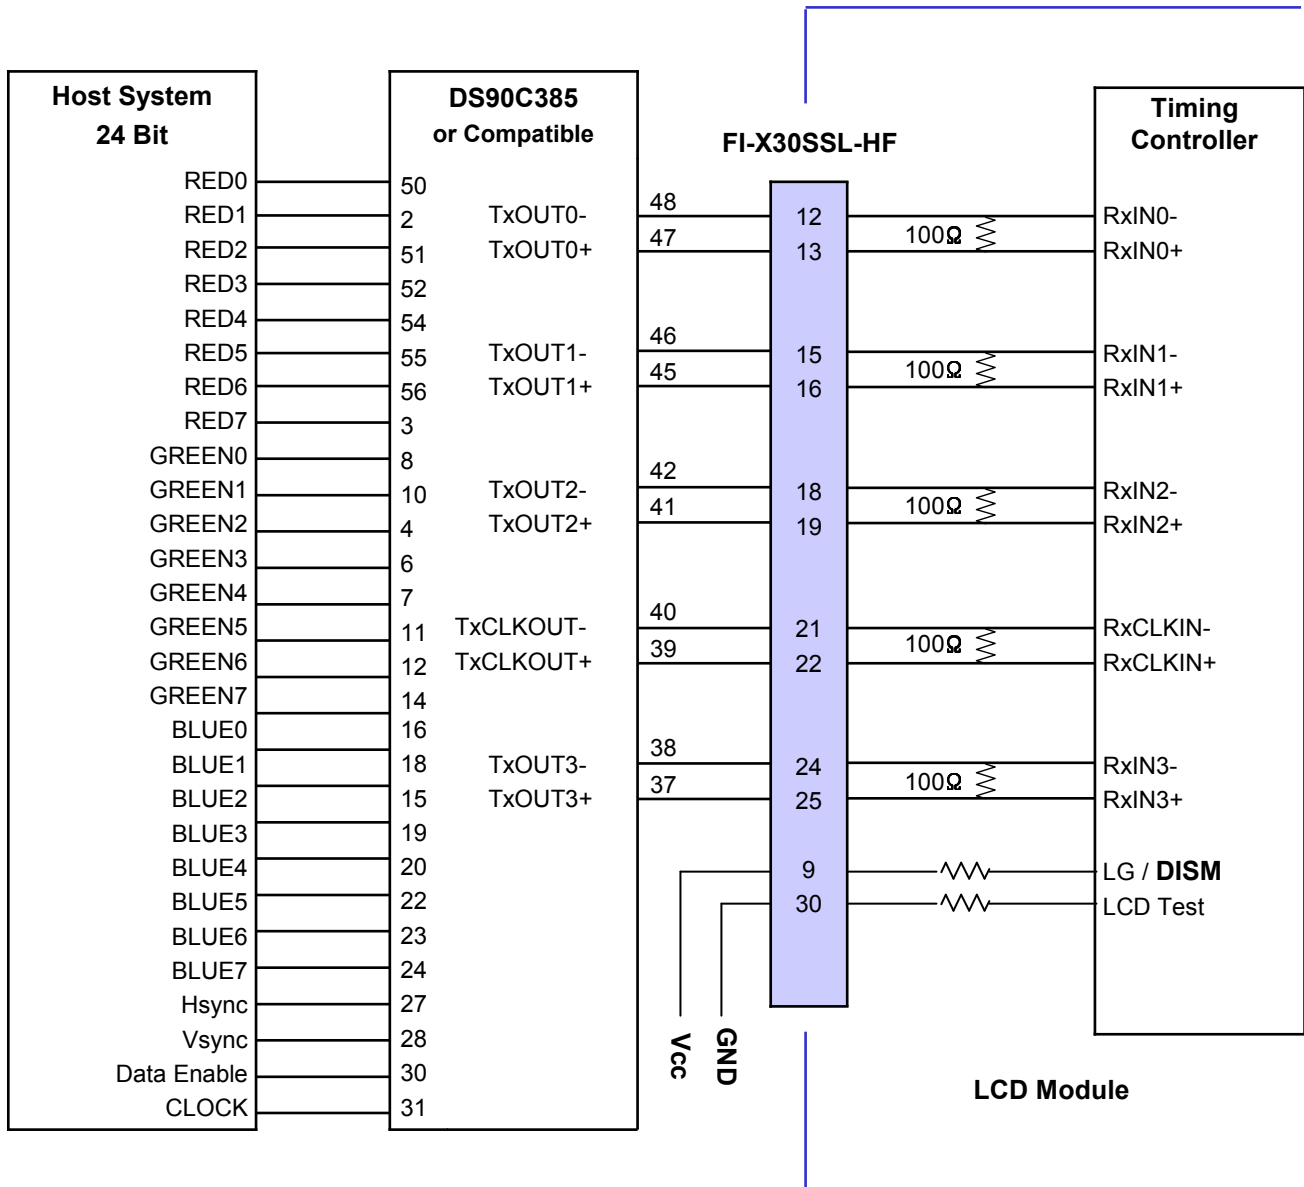 Host System
24 Bit
RED0
RED1
RED2
RED3
RED4
RED5
RED6
RED7
GREEN0
GREEN1
GREEN2
GREEN3
GREEN4
GREEN5
GREEN6
GREEN7
BLUE0
BLUE1
BLUE2
BLUE3
BLUE4
BLUE5
BLUE6
BLUE7
Hsync
Vsync
Data Enable
CLOCK
DS90C385
or Compatible
50
2
51
52
54
55
56
3
8
10
4
6
7
11
12
14
16
18
15
19
20
22
23
24
27
28
30
31
TxOUT0-
TxOUT0+
TxOUT1-
TxOUT1+
TxOUT2-
TxOUT2+
TxCLKOUT-
TxCLKOUT+
TxOUT3-
TxOUT3+
48
47
46
45
42
41
40
39
38
37
Vcc
GND
FI-X30SSL-HF
12
13
15
16
18
19
21
22
24
25
9
30
100Ω
100Ω
100Ω
100Ω
100Ω
Timing
Controller
RxIN0-
RxIN0+
RxIN1-
RxIN1+
RxIN2-
RxIN2+
RxCLKIN-
RxCLKIN+
RxIN3-
RxIN3+
LG / DISM
LCD Test
LCD Module